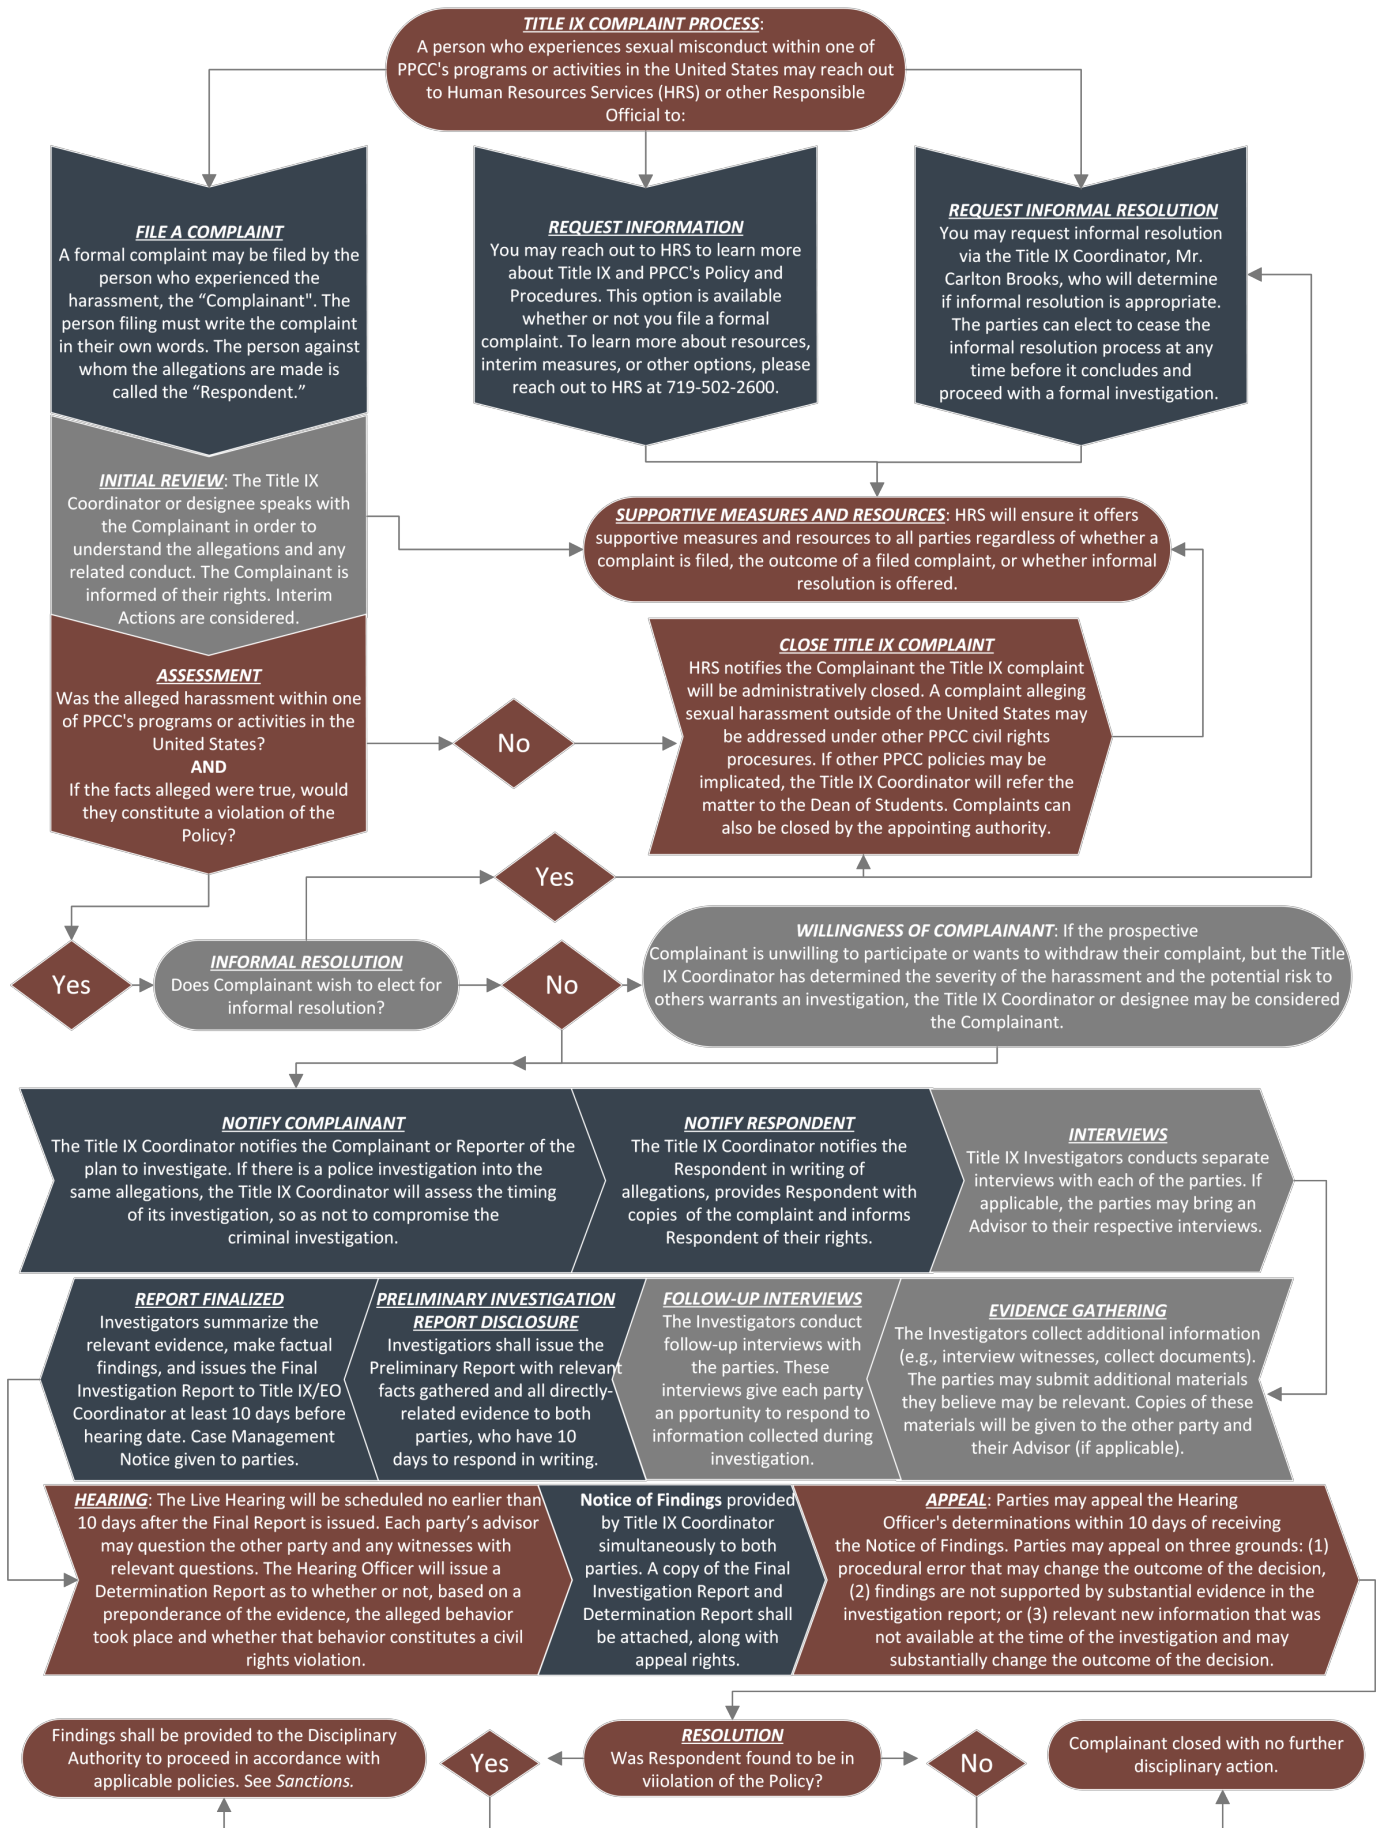 TITLE IX COMPLAINT PROCESS:
A person who experiences sexual misconduct within one of
PPCC's programs or activities in the United States may reach out
to Human Resources Services (HRS) or other Responsible
Official to:
FILE A COMPLAINT
A formal complaint may be filed by the
person who experienced the
harassment, the “Complainant". The
person filing must write the complaint
in their own words. The person against
whom the allegations are made is
called the “Respondent.”
REQUEST INFORMATION
You may reach out to HRS to learn more
about Title IX and PPCC's Policy and
Procedures. This option is available
whether or not you file a formal
complaint. To learn more about resources,
interim measures, or other options, please
reach out to HRS at 719-502-2600.
REQUEST INFORMAL RESOLUTION
You may request informal resolution
via the Title IX Coordinator, Mr.
Carlton Brooks, who will determine
if informal resolution is appropriate.
The parties can elect to cease the
informal resolution process at any
time before it concludes and
proceed with a formal investigation.
INITIAL REVIEW: The Title IX
Coordinator or designee speaks with
the Complainant in order to
understand the allegations and any
related conduct. The Complainant is
informed of their rights. Interim
Actions are considered.
SUPPORTIVE MEASURES AND RESOURCES: HRS will ensure it offers
supportive measures and resources to all parties regardless of whether a
complaint is filed, the outcome of a filed complaint, or whether informal
resolution is offered.
ASSESSMENT
Was the alleged harassment within one
of PPCC's programs or activities in the
United States?
AND
If the facts alleged were true, would
they constitute a violation of the
Policy?
No
CLOSE TITLE IX COMPLAINT
HRS notifies the Complainant the Title IX complaint
will be administratively closed. A complaint alleging
sexual harassment outside of the United States may
be addressed under other PPCC civil rights
procesures. If other PPCC policies may be
implicated, the Title IX Coordinator will refer the
matter to the Dean of Students. Complaints can
also be closed by the appointing authority.
Yes
Yes
INFORMAL RESOLUTION
Does Complainant wish to elect for
informal resolution?
No
WILLINGNESS OF COMPLAINANT: If the prospective
Complainant is unwilling to participate or wants to withdraw their complaint, but the Title
IX Coordinator has determined the severity of the harassment and the potential risk to
others warrants an investigation, the Title IX Coordinator or designee may be considered
the Complainant.
NOTIFY COMPLAINANT
The Title IX Coordinator notifies the Complainant or Reporter of the
plan to investigate. If there is a police investigation into the
same allegations, the Title IX Coordinator will assess the timing
of its investigation, so as not to compromise the
criminal investigation.
NOTIFY RESPONDENT
The Title IX Coordinator notifies the
Respondent in writing of
allegations, provides Respondent with
copies of the complaint and informs
Respondent of their rights.
INTERVIEWS
Title IX Investigators conducts separate
interviews with each of the parties. If
applicable, the parties may bring an
Advisor to their respective interviews.
REPORT FINALIZED
Investigators summarize the
relevant evidence, make factual
findings, and issues the Final
Investigation Report to Title IX/EO
Coordinator at least 10 days before
hearing date. Case Management
Notice given to parties.
PRELIMINARY INVESTIGATION
REPORT DISCLOSURE
Investigatiors shall issue the
Preliminary Report with relevant
facts gathered and all directly-
related evidence to both
parties, who have 10
days to respond in writing.
FOLLOW-UP INTERVIEWS
The Investigators conduct
follow-up interviews with
the parties. These
interviews give each party
an pportunity to respond to
information collected during
investigation.
EVIDENCE GATHERING
The Investigators collect additional information
(e.g., interview witnesses, collect documents).
The parties may submit additional materials
they believe may be relevant. Copies of these
materials will be given to the other party and
their Advisor (if applicable).
HEARING: The Live Hearing will be scheduled no earlier than
10 days after the Final Report is issued. Each party’s advisor
may question the other party and any witnesses with
relevant questions. The Hearing Officer will issue a
Determination Report as to whether or not, based on a
preponderance of the evidence, the alleged behavior
took place and whether that behavior constitutes a civil
rights violation.
Notice of Findings provided
by Title IX Coordinator
simultaneously to both
parties. A copy of the Final
Investigation Report and
Determination Report shall
be attached, along with
appeal rights.
APPEAL: Parties may appeal the Hearing
Officer's determinations within 10 days of receiving
the Notice of Findings. Parties may appeal on three grounds: (1)
procedural error that may change the outcome of the decision,
(2) findings are not supported by substantial evidence in the
investigation report; or (3) relevant new information that was
not available at the time of the investigation and may
substantially change the outcome of the decision.
Findings shall be provided to the Disciplinary
Authority to proceed in accordance with
applicable policies. See Sanctions.
Yes
RESOLUTION
Was Respondent found to be in
viiolation of the Policy?
No
Complainant closed with no further
disciplinary action.